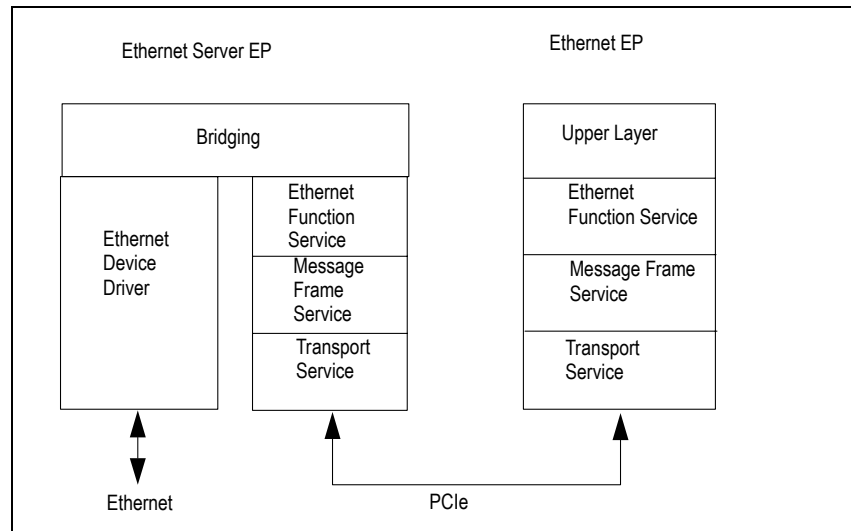 Ethernet Server EP
Ethernet EP
Bridging
Upper Layer
Ethernet
Device
Driver
Ethernet
Function
Service
Message
Frame
Service
Transport
Service
Ethernet
Function Service
Message Frame
Service
Transport
Service
Ethernet
PCIe